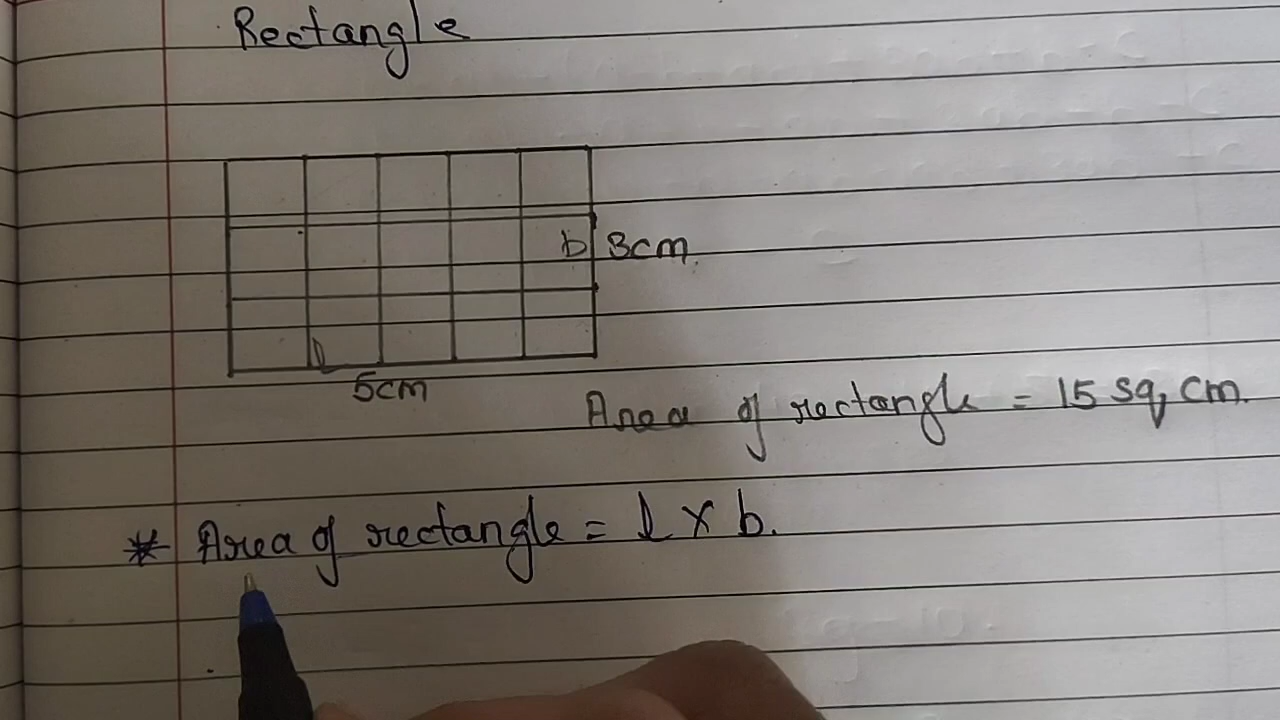 Rectangle
b 3cm.
l
5cm
Area of rectangle = 15 sq, cm.
* Area of rectangle = l x b.